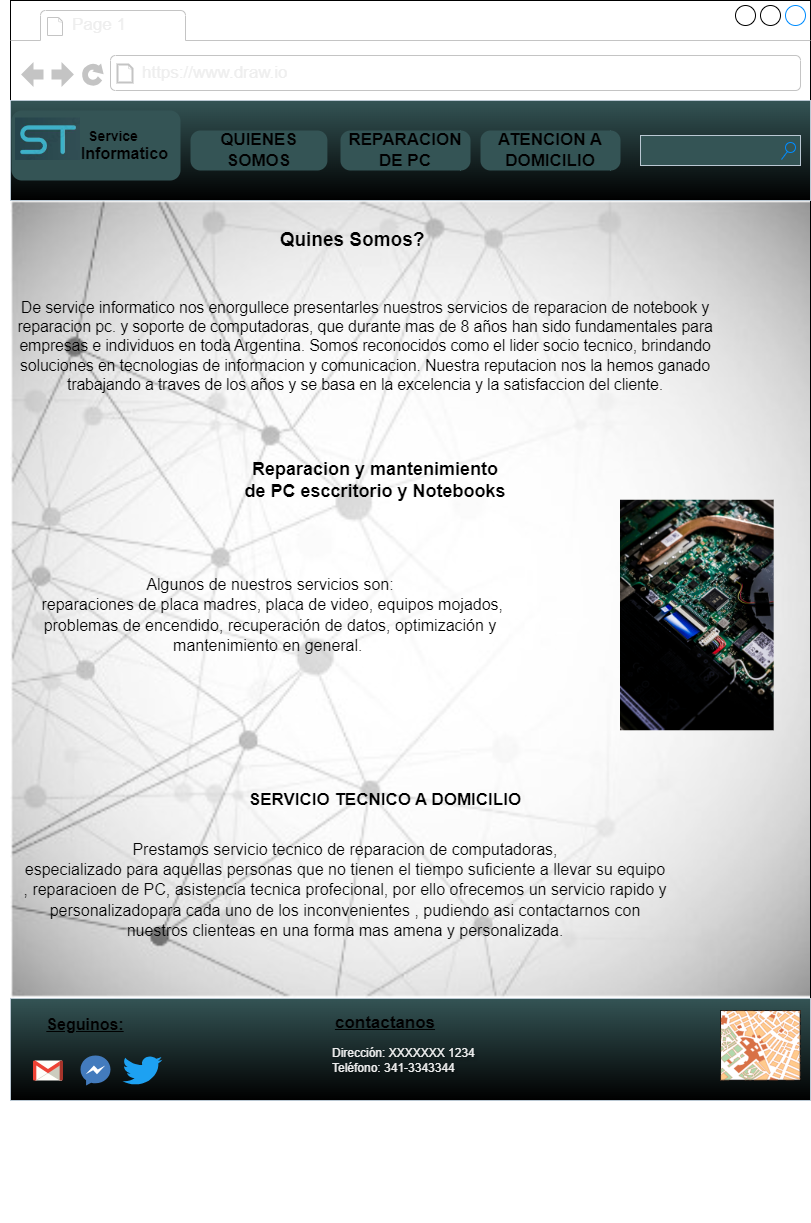 Page 1
https://www.draw.io
ST Service
Informatico
QUIENES
SOMOS
REPARACION
DE PC
ATENCION A
DOMICILIO
Quines Somos?
De service informatico nos enorgullece presentarles nuestros servicios de reparacion de notebook y
reparacion pc. y soporte de computadoras, que durante mas de 8 años han sido fundamentales para
empresas e individuos en toda Argentina. Somos reconocidos como el lider socio tecnico, brindando
soluciones en tecnologias de informacion y comunicacion. Nuestra reputacion nos la hemos ganado
trabajando a traves de los años y se basa en la excelencia y la satisfaccion del cliente.
Reparacion y mantenimiento
de PC esccritorio y Notebooks
Algunos de nuestros servicios son:
reparaciones de placa madres, placa de video, equipos mojados,
problemas de encendido, recuperación de datos, optimización y
mantenimiento en general.
SERVICIO TECNICO A DOMICILIO
Prestamos servicio tecnico de reparacion de computadoras,
especializado para aquellas personas que no tienen el tiempo suficiente a llevar su equipo
, reparacioen de PC, asistencia tecnica profecional, por ello ofrecemos un servicio rapido y
personalizadopara cada uno de los inconvenientes , pudiendo asi contactarnos con
nuestros clienteas en una forma mas amena y personalizada.
Seguinos:
contactanos
Dirección: XXXXXXX 1234
Teléfono: 341-3343344